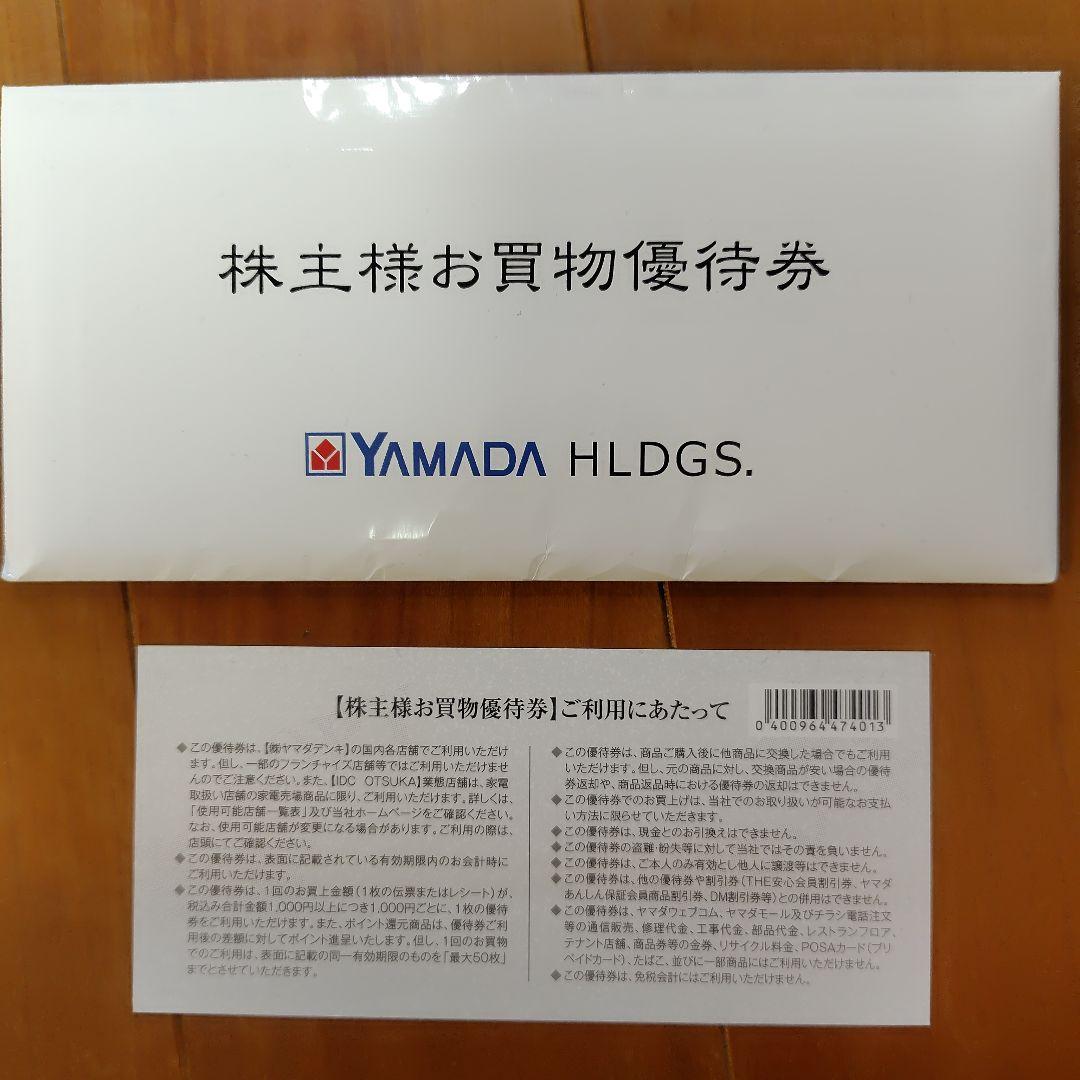 株主様お買物優待券
YAMADA HLDGS.
【株主様お買物優待券】ご利用にあたって
0 400964 474013
◆この優待券は、【㈱ヤマダデンキ】の国内各店舗でご利用いただけ
ます。但し、一部のフランチャイズ店舗等ではご利用いただけませ
んのでご注意ください。また、【IDC OTSUKA】業態店舗は、家電
取扱い店舗の家電売場商品に限り、ご利用いただけます。詳しくは、
「使用可能店舗一覧表」及び当社ホームページをご確認ください。
なお、使用可能店舗が変更になる場合があります。ご利用の際は、
店頭にてご確認ください。
◆この優待券は、表面に記載されている有効期限内のお会計時に
ご利用いただけます。
◆この優待券は、1回のお買上金額（1枚の伝票またはレシート）が、
税込み合計金額1,000円以上につき1,000円ごとに、1枚の優待
券をご利用いただけます。また、ポイント還元商品は、優待券ご利
用後の差額に対してポイント進呈いたします。但し、1回のお買物
でのご利用は、表面に記載の同一有効期限のものを「最大50枚」
までとさせていただきます。
◆この優待券は、商品ご購入後に他商品に交換した場合でもご利用
いただけます。但し、元の商品に対し、交換商品が安い場合の優待
券返却や、商品返品時における優待券の返却はできません。
◆この優待券でのお買上げは、当社でのお取り扱いが可能なお支払
い方法に限らせていただきます。
◆この優待券は、現金とのお引換えはできません。
◆この優待券の盗難・紛失等に対して当社ではその責を負いません。
◆この優待券は、ご本人のみ有効とし他人に譲渡等はできません。
◆この優待券は、他の優待券や割引券（THE安心会員割引券、ヤマダ
あんしん保証会員商品割引券、DM割引券等）との併用はできません。
◆この優待券は、ヤマダウェブコム、ヤマダモール及びチラシ電話注文
等の通信販売、修理代金、工事代金、部品代金、レストランフロア、
テナント店舗、商品券等の金券、リサイクル料金、POSAカード（プリ
ペイドカード）、たばこ、並びに一部商品にはご利用いただけません。
◆この優待券は、免税会計にはご利用いただけません。